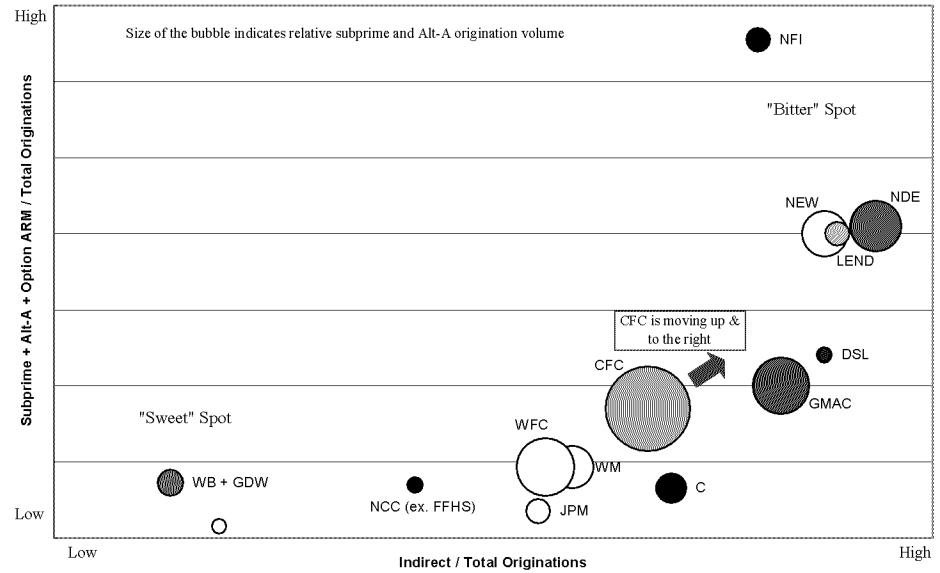 High
Size of the bubble indicates relative subprime and Alt-A origination volume
NFI
"Bitter" Spot
NEW
NDE
LEND
CFC is moving up &
to the right
DSL
CFC
GMAC
"Sweet" Spot
WFC
WM
WB + GDW
NCC (ex. FFHS)
C
JPM
Low
Subprime + Alt-A + Option ARM / Total Originations
Low
High
Indirect / Total Originations